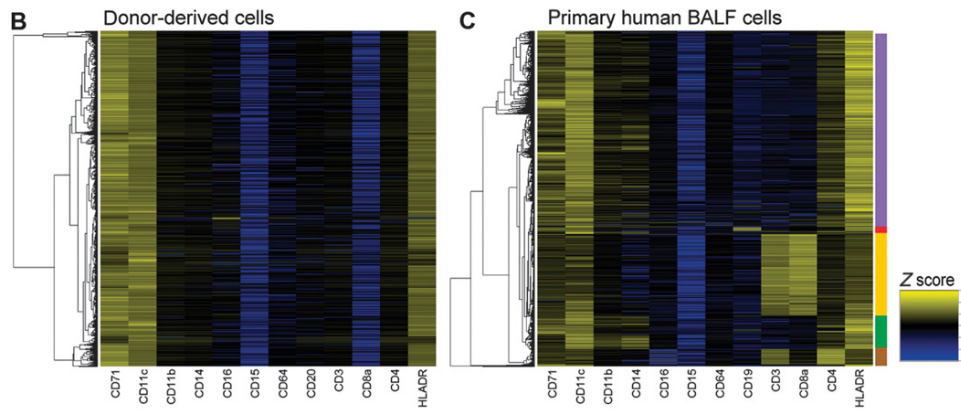 B Donor-derived cells
CD71
CD11c
CD11b
CD14
CD16
CD15
CD64
CD20
CD3
CD8a
CD4
HLADR
C Primary human BALF cells
CD71
CD11c
CD11b
CD14
CD16
CD15
CD64
CD19
CD3
CD8a
CD4
HLADR
Z score